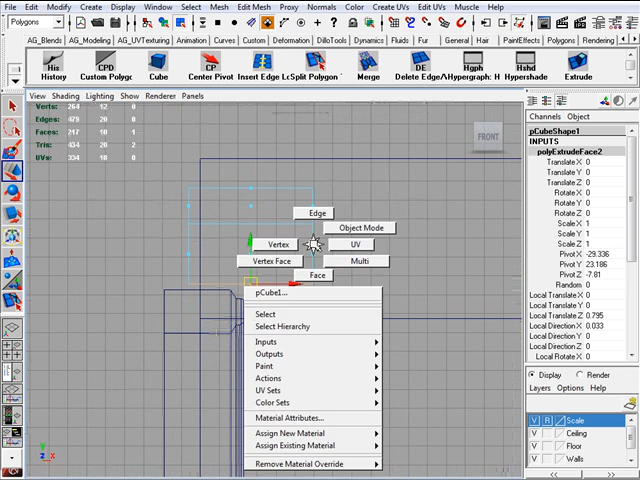 File Edit Modify Create Display Window Select Mesh Edit Mesh Proxy Normals Color Create UVs Edit UVs Muscle Help
Polygons
AG_Blends AG_Modeling AG_UVTexturing Animation Curves Custom Deformation DilloTools Dynamics Fluids Fur HairPaintEffects Polygons Rendering
His CPD Cube CP Insert Edge Lc Split Polygon Merge DE Hgph Hshd Extrude
History Custom Polygo Center Pivot Delete Edge/\ Hypergraph: H Hypershade
View Shading Lighting Show Renderer Panels
Verts: 264 12 0
Edges: 479 20 0
Faces: 217 10 1
Tris: 434 20 2
UVs: 334 18 0
FRONT
Edge
Object Mode
Vertex
UV
Vertex Face
Multi
Face
pCube1...
Select
Select Hierarchy
Inputs
Outputs
Paint
Actions
UV Sets
Color Sets
Material Attributes...
Assign New Material
Assign Existing Material
Remove Material Override
Z X
Channels Object
pCubeShape1
INPUTS
polyExtrudeFace2
Translate X 0
Translate Y 0
Translate Z 0
Rotate X 0
Rotate Y 0
Rotate Z 0
Scale X 1
Scale Y 1
Scale Z 1
Pivot X -29.336
Pivot Y 23.186
Pivot Z -7.81
Random 0
Local Translate X 0
Local Translate Y 0
Local Translate Z 0.795
Local Direction X 0.033
Local Direction Y 0
Local Direction Z 0
Local Rotate X 0
Display Render
Layers Options Help
V R Scale
V Ceiling
V Floor
V Walls
<< >>